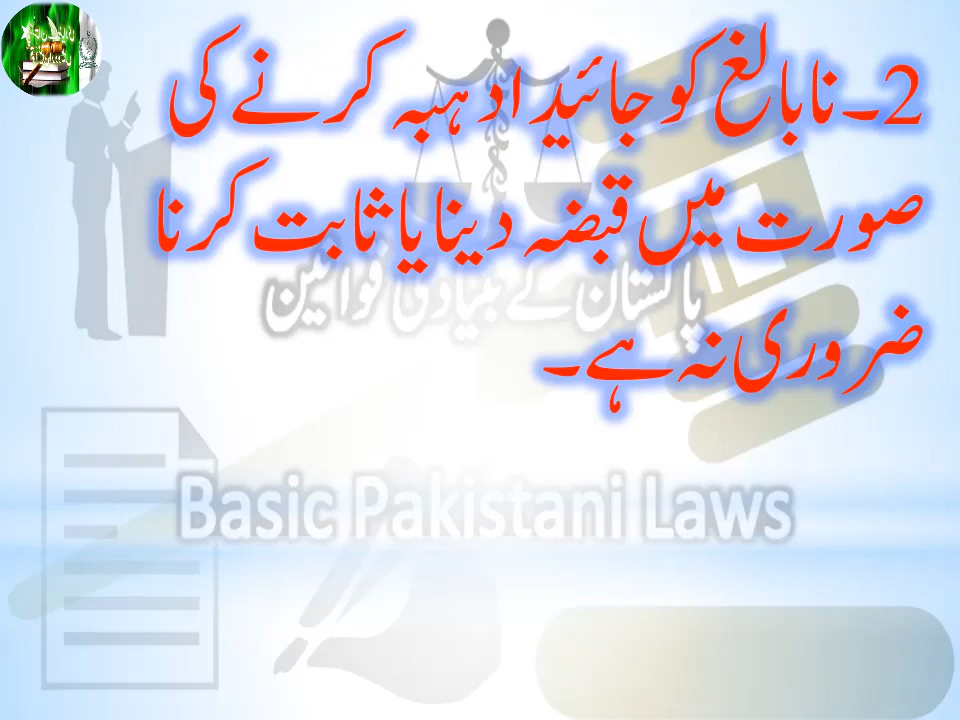 2۔نابالغ کو جائیداد ہبہ کرنے کی
صورت میں قبضہ دینا یا ثابت کرنا
ضروری نہ ہے۔
پاکستان کے بنیادی قوانین
Basic Pakistani Laws